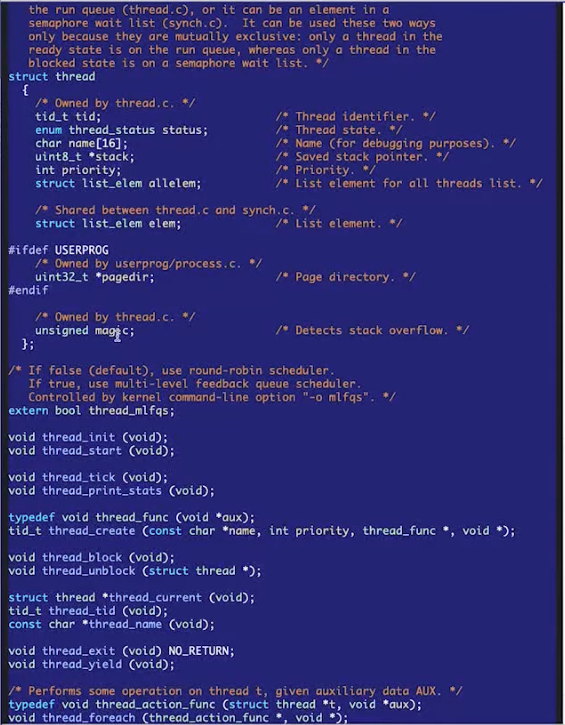 the run queue (thread.c), or it can be an element in a
semaphore wait list (synch.c).  It can be used these two ways
only because they are mutually exclusive: only a thread in the
ready state is on the run queue, whereas only a thread in the
blocked state is on a semaphore wait list. */
struct thread
  {
    /* Owned by thread.c. */
    tid_t tid;                          /* Thread identifier. */
    enum thread_status status;          /* Thread state. */
    char name[16];                      /* Name (for debugging purposes). */
    uint8_t *stack;                     /* Saved stack pointer. */
    int priority;                       /* Priority. */
    struct list_elem allelem;           /* List element for all threads list. */

    /* Shared between thread.c and synch.c. */
    struct list_elem elem;              /* List element. */

#ifdef USERPROG
    /* Owned by userprog/process.c. */
    uint32_t *pagedir;                  /* Page directory. */
#endif

    /* Owned by thread.c. */
    unsigned magic;                     /* Detects stack overflow. */
  };

/* If false (default), use round-robin scheduler.
   If true, use multi-level feedback queue scheduler.
   Controlled by kernel command-line option "-o mlfqs". */
extern bool thread_mlfqs;

void thread_init (void);
void thread_start (void);

void thread_tick (void);
void thread_print_stats (void);

typedef void thread_func (void *aux);
tid_t thread_create (const char *name, int priority, thread_func *, void *);

void thread_block (void);
void thread_unblock (struct thread *);

struct thread *thread_current (void);
tid_t thread_tid (void);
const char *thread_name (void);

void thread_exit (void) NO_RETURN;
void thread_yield (void);

/* Performs some operation on thread t, given auxiliary data AUX. */
typedef void thread_action_func (struct thread *t, void *aux);
void thread_foreach (thread_action_func *, void *);